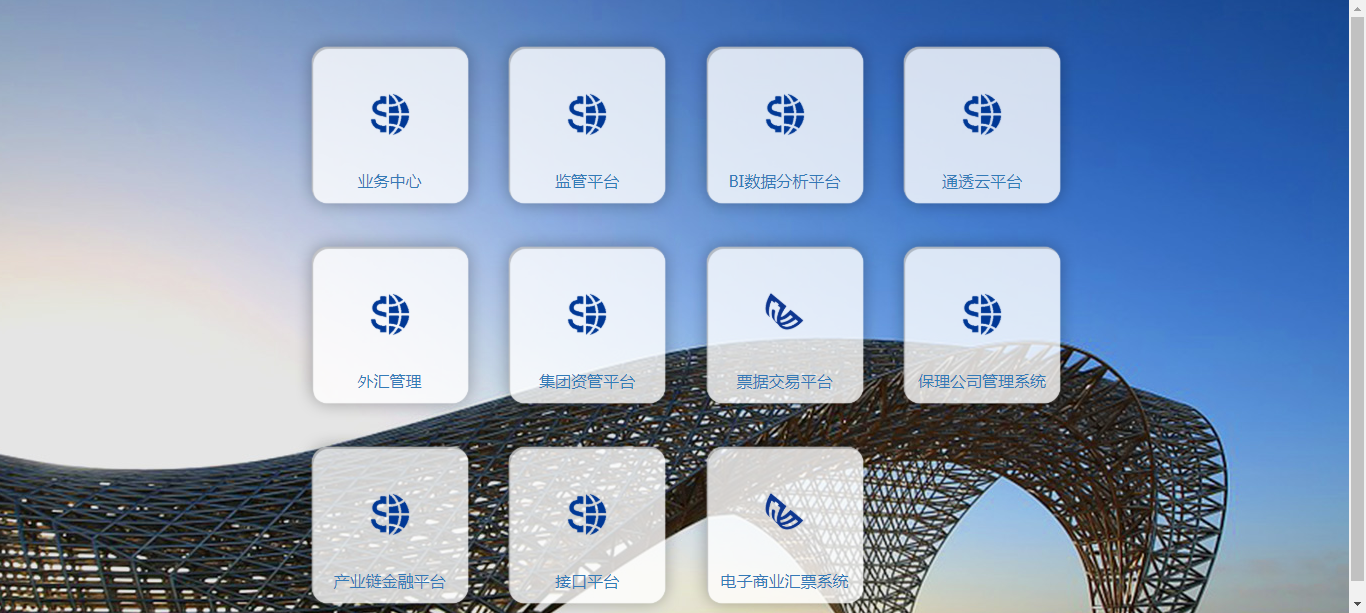 业务中心
监管平台
BI数据分析平台
通透云平台
外汇管理
集团资管平台
票据交易平台
保理公司管理系统
产业链金融平台
接口平台
电子商业汇票系统